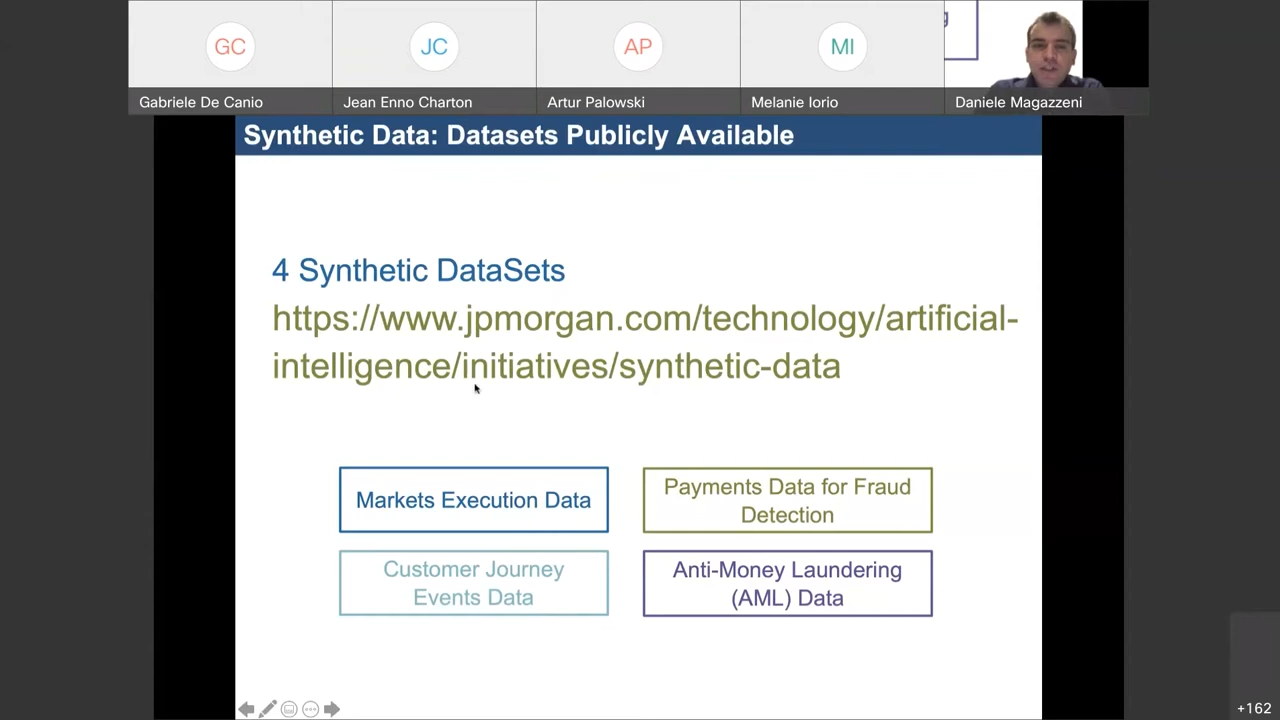 GC
JC
AP
MI
Gabriele De Canio
Jean Enno Charton
Artur Palowski
Melanie Iorio
Daniele Magazzeni
Synthetic Data: Datasets Publicly Available
4 Synthetic DataSets
https://www.jpmorgan.com/technology/artificial-
intelligence/initiatives/synthetic-data
Markets Execution Data
Payments Data for Fraud
Detection
Customer Journey
Events Data
Anti-Money Laundering
(AML) Data
+162